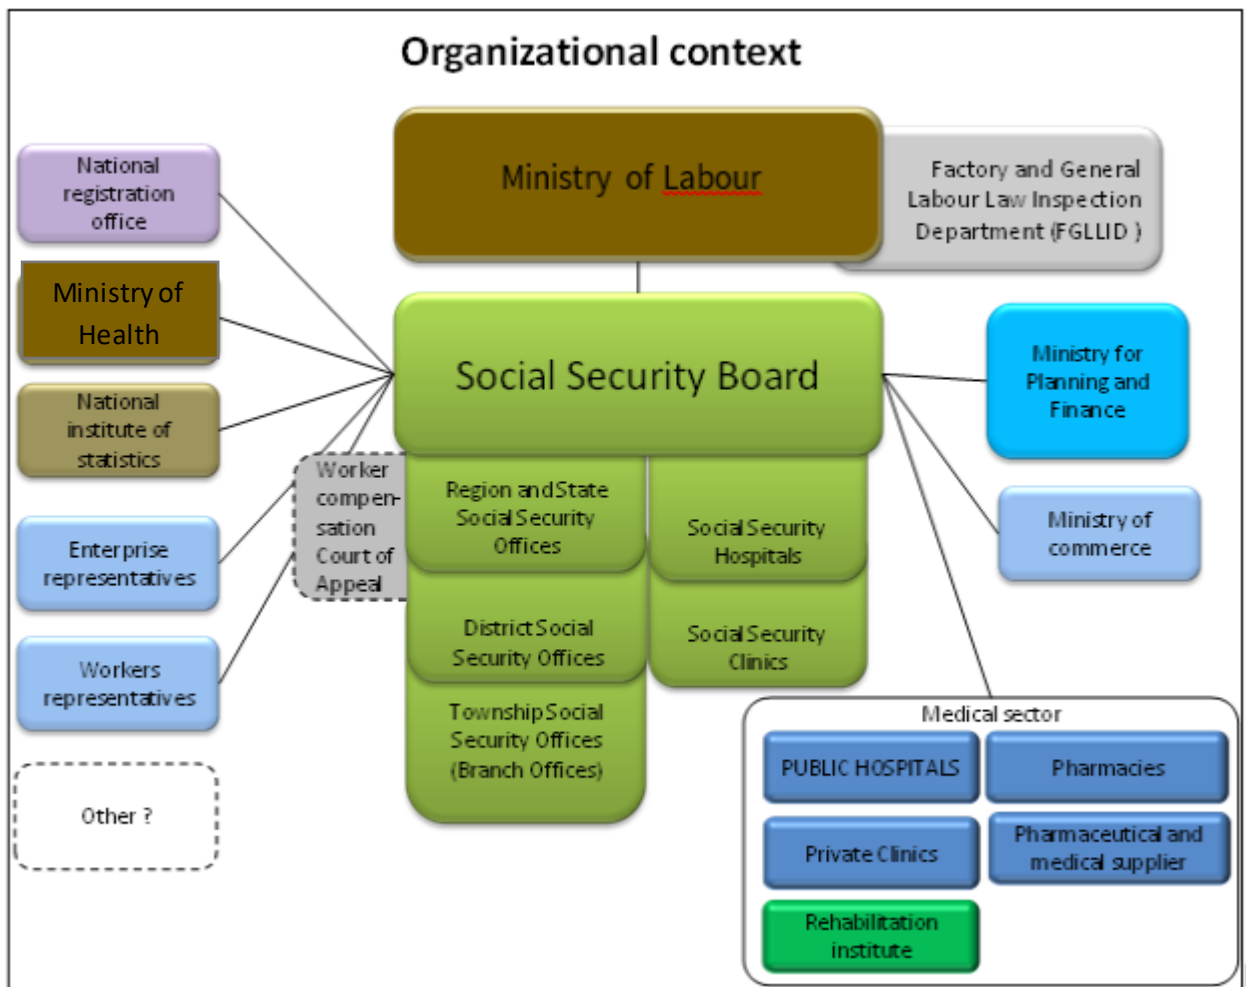 Organizational context
Ministry of Labour
Factory and General
Labour Law Inspection
Department (FGLLID )
National
registration
office
Ministry of
Health
National
institute of
statistics
Enterprise
representatives
Workers
representatives
Other ?
Social Security Board
Worker
compen-
sation
Court of
Appeal
Region and State
Social Security
Offices
District Social
Security Offices
Township Social
Security Offices
(Branch Offices)
Social Security
Hospitals
Social Security
Clinics
Ministry for
Planning and
Finance
Ministry of
commerce
Medical sector
PUBLIC HOSPITALS
Pharmacies
Private Clinics
Pharmaceutical and
medical supplier
Rehabilitation
institute